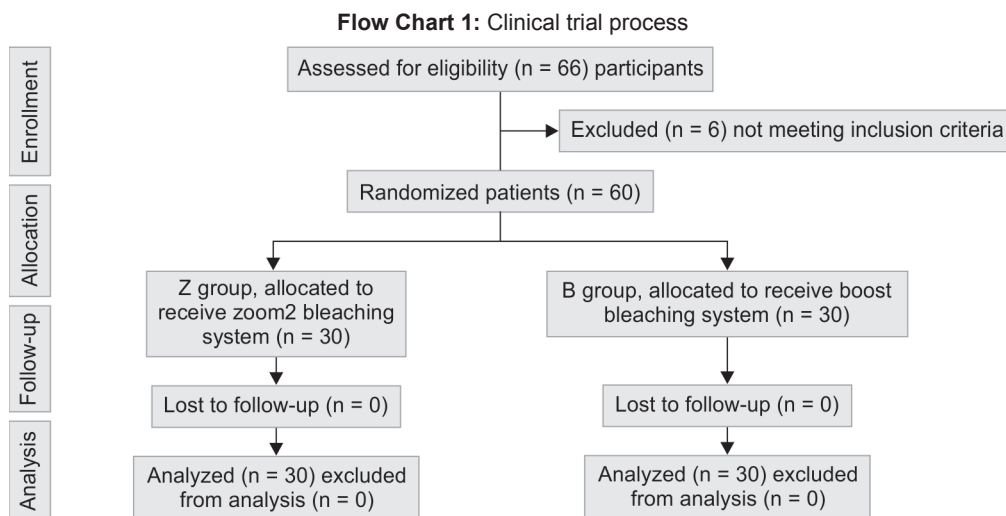 Flow Chart 1: Clinical trial process
Enrollment
Assessed for eligibility (n = 66) participants
Excluded (n = 6) not meeting inclusion criteria
Randomized patients (n = 60)
Allocation
Z group, allocated to
receive zoom2 bleaching
system (n = 30)
B group, allocated to receive boost
bleaching system (n = 30)
Follow-up
Lost to follow-up (n = 0)
Lost to follow-up (n = 0)
Analysis
Analyzed (n = 30) excluded
from analysis (n = 0)
Analyzed (n = 30) excluded
from analysis (n = 0)